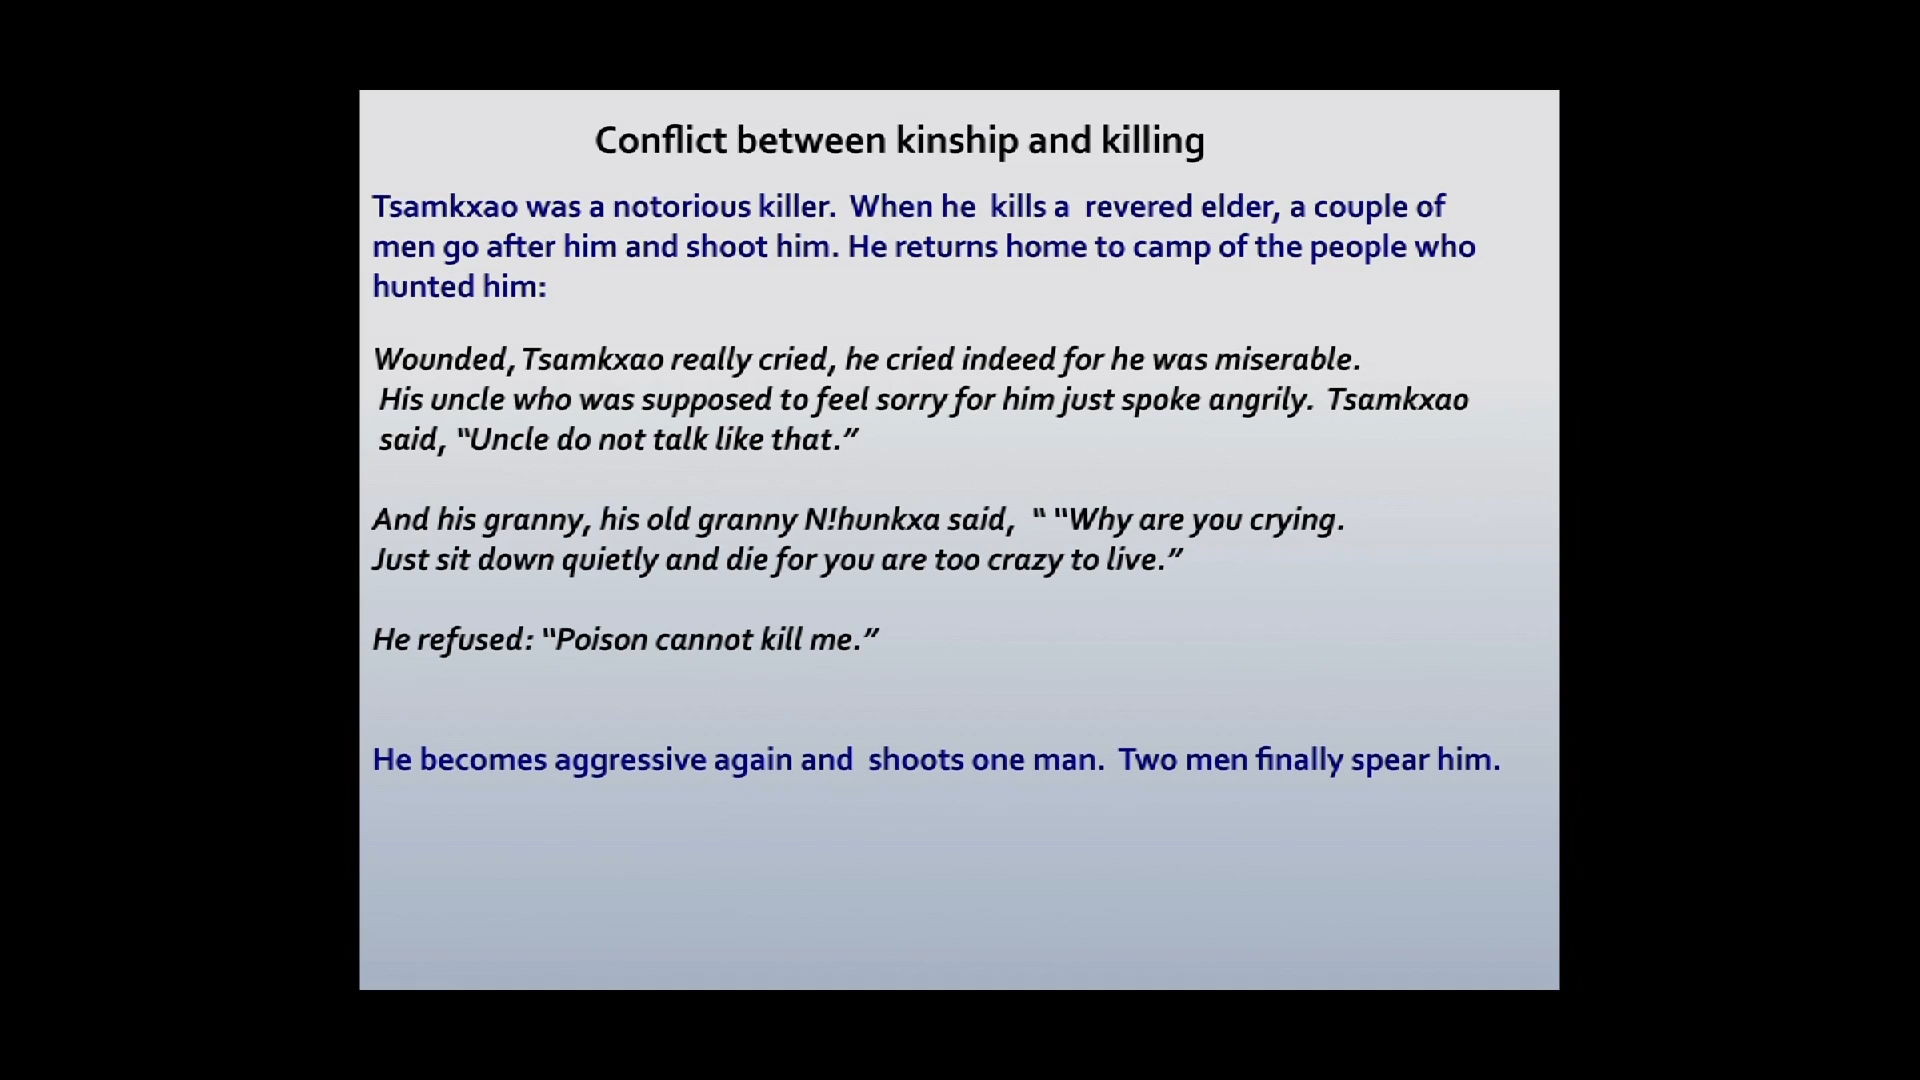 Conflict between kinship and killing
Tsamkxao was a notorious killer. When he kills a revered elder, a couple of
men go after him and shoot him. He returns home to camp of the people who
hunted him:
Wounded, Tsamkxao really cried, he cried indeed for he was miserable.
His uncle who was supposed to feel sorry for him just spoke angrily. Tsamkxao
said, “Uncle do not talk like that.”
And his granny, his old granny N!hunkxa said, “ “Why are you crying.
Just sit down quietly and die for you are too crazy to live.”
He refused: “Poison cannot kill me.”
He becomes aggressive again and shoots one man. Two men finally spear him.